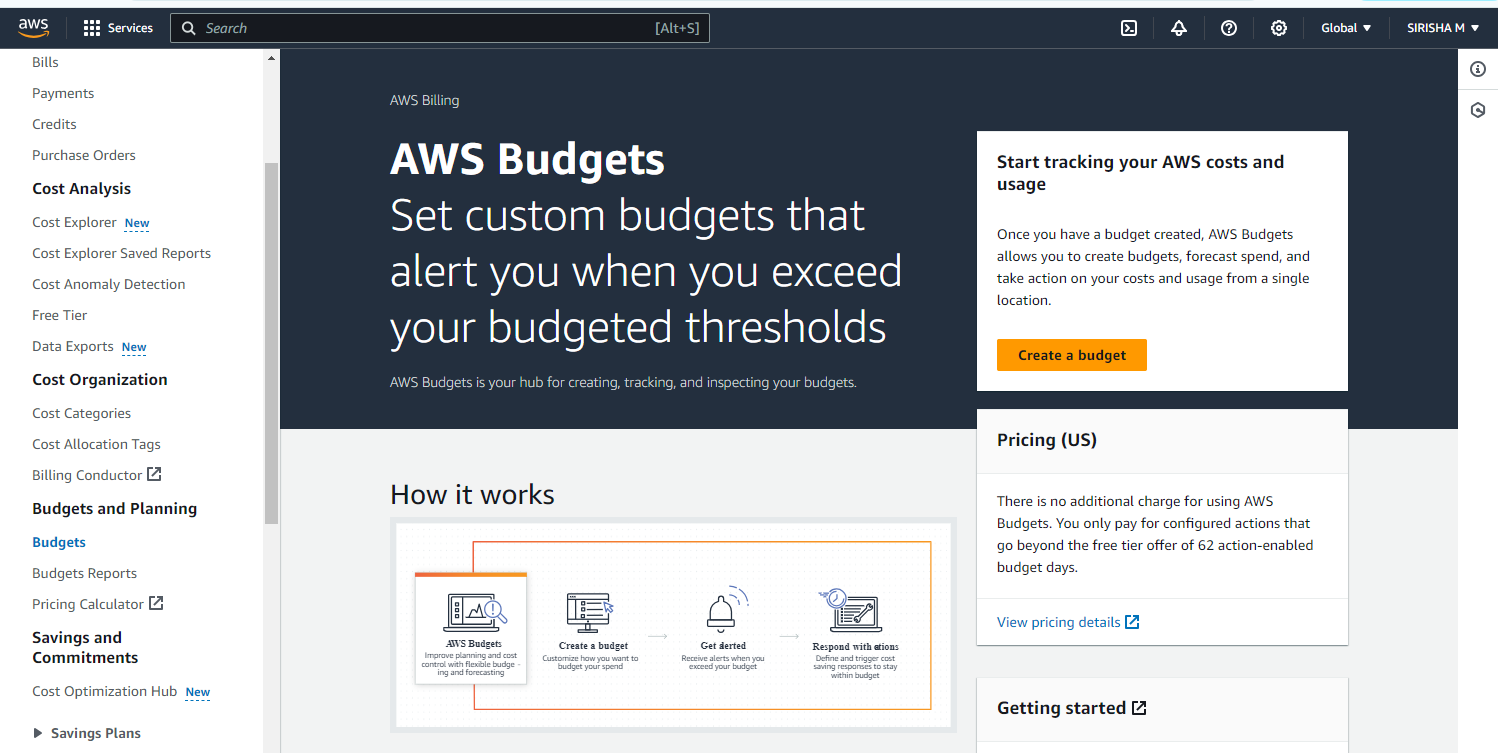 aws
Services
Search
[Alt+S]
Global
SIRISHA M
Bills
Payments
Credits
Purchase Orders
Cost Analysis
Cost Explorer New
Cost Explorer Saved Reports
Cost Anomaly Detection
Free Tier
Data Exports New
Cost Organization
Cost Categories
Cost Allocation Tags
Billing Conductor
Budgets and Planning
Budgets
Budgets Reports
Pricing Calculator
Savings and
Commitments
Cost Optimization Hub New
Savings Plans
AWS Billing
AWS Budgets
Set custom budgets that
alert you when you exceed
your budgeted thresholds
AWS Budgets is your hub for creating, tracking, and inspecting your budgets.
Start tracking your AWS costs and
usage
Once you have a budget created, AWS Budgets
allows you to create budgets, forecast spend, and
take action on your costs and usage from a single
location.
Create a budget
Pricing (US)
There is no additional charge for using AWS
Budgets. You only pay for configured actions that
go beyond the free tier offer of 62 action-enabled
budget days.
View pricing details
Getting started
How it works
AWS Budgets
Improve planning and cost
control with flexible budge -
ing and forecasting
Create a budget
Customize how you want to
budget your spend
Get alerted
Receive alerts when you
exceed your budget
Respond with actions
Define and trigger cost
saving responses to stay
within budget